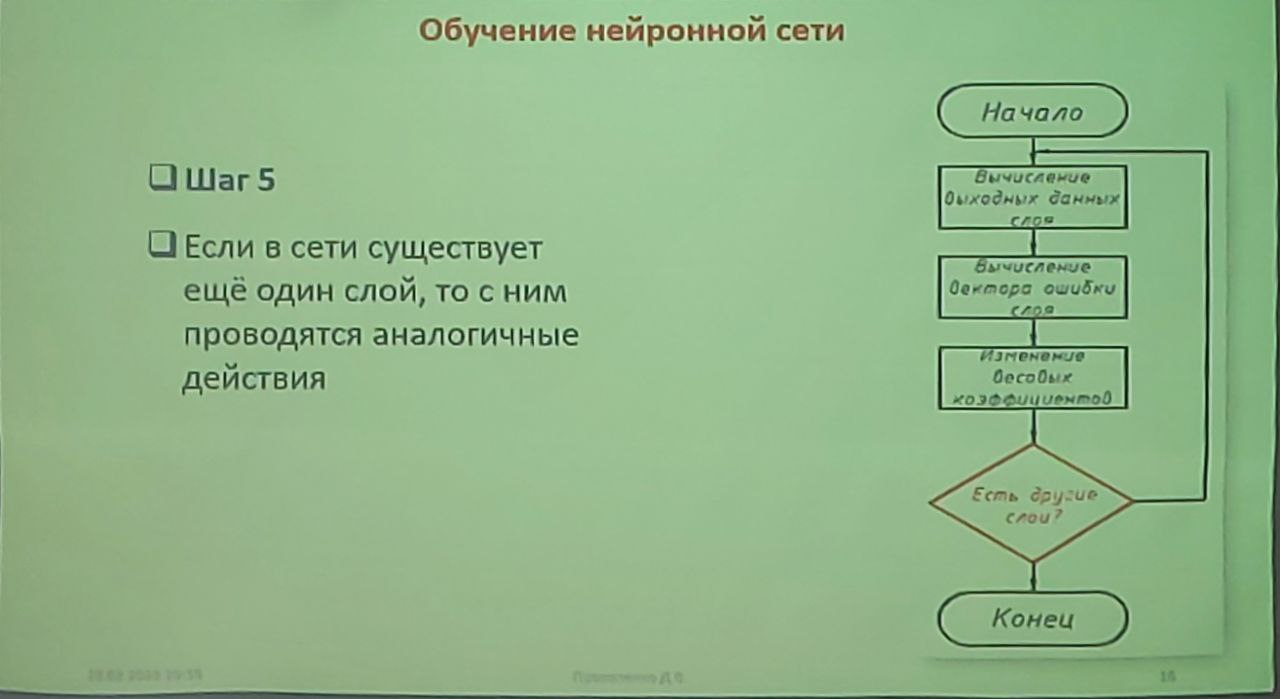 Обучение нейронной сети
Шаг 5
Если в сети существует
ещё один слой, то с ним
проводятся аналогичные
действия
Начало
Вычисление
выходных данных
слоя
Вычисление
вектора ошибки
слоя
Изменение
весовых
коэффициентов
Есть другие
слои?
Конец
16